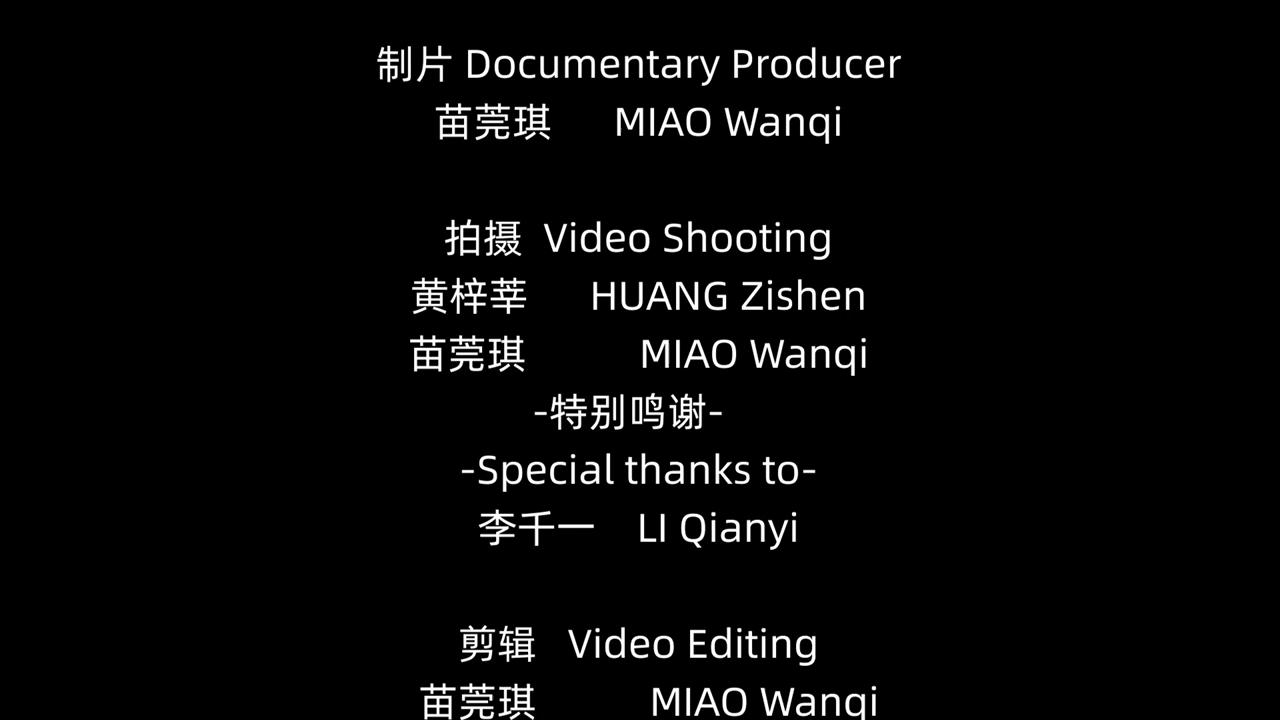 制片 Documentary Producer
苗莞琪 MIAO Wanqi
拍摄 Video Shooting
黄梓莘 HUANG Zishen
苗莞琪 MIAO Wanqi
-特别鸣谢-
-Special thanks to-
李千一 LI Qianyi
剪辑 Video Editing
苗莞琪 MIAO Wanqi